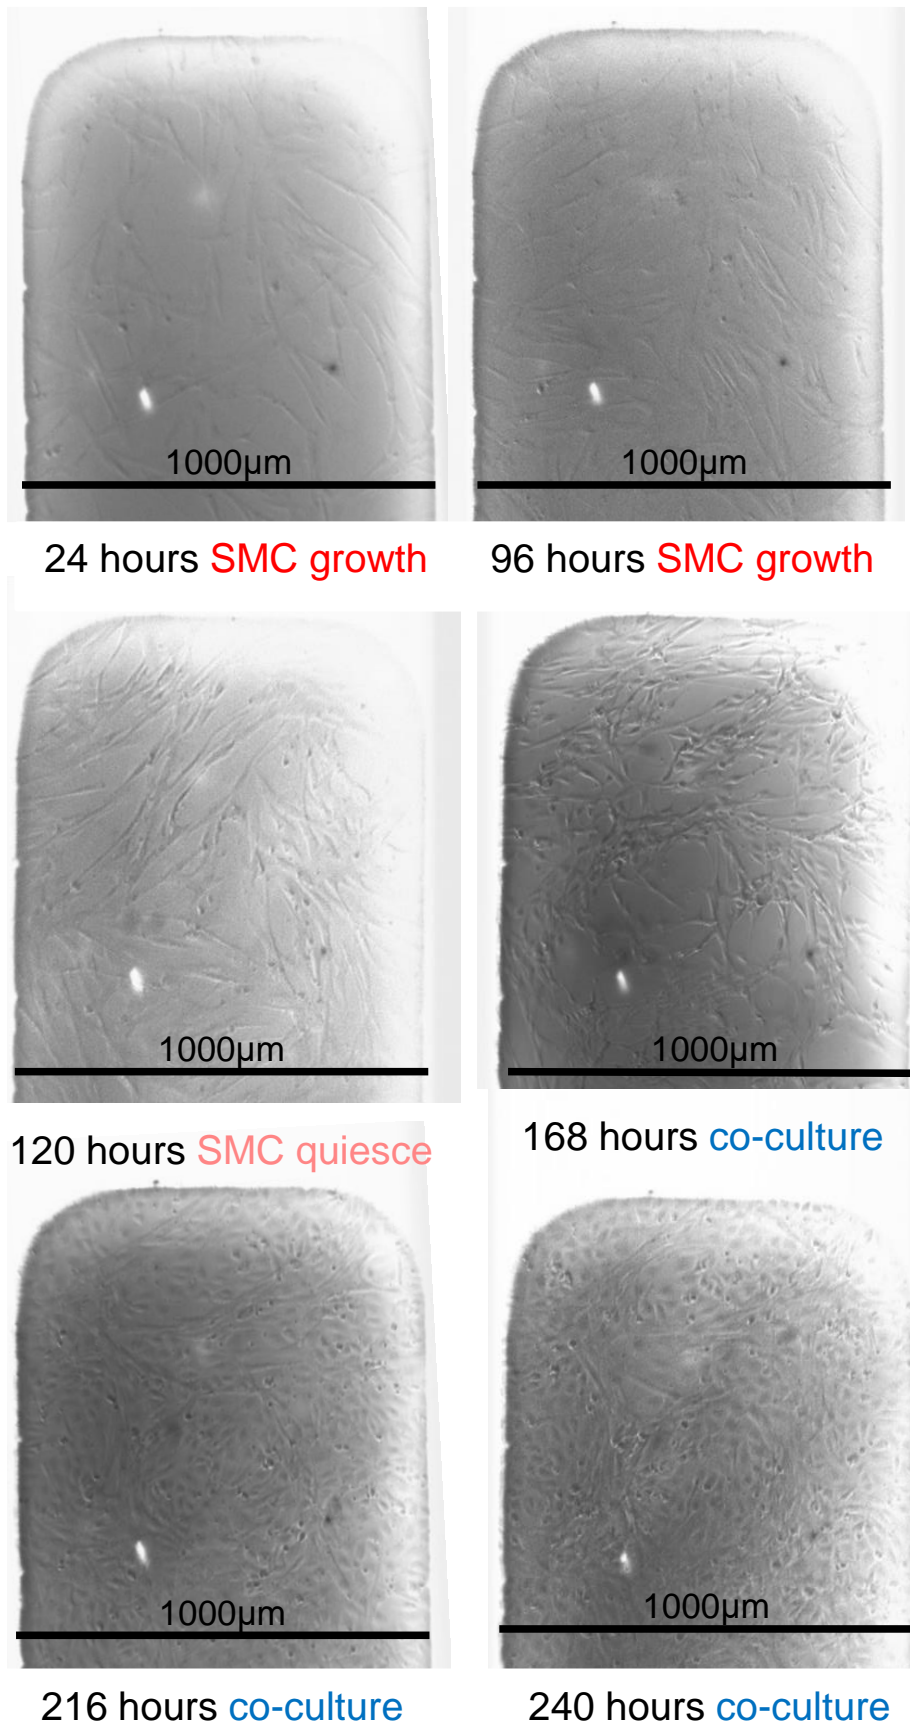 1000µm
1000µm
24 hours SMC growth
96 hours SMC growth
1000µm
1000µm
120 hours SMC quiesce
168 hours co-culture
1000µm
1000µm
216 hours co-culture
240 hours co-culture